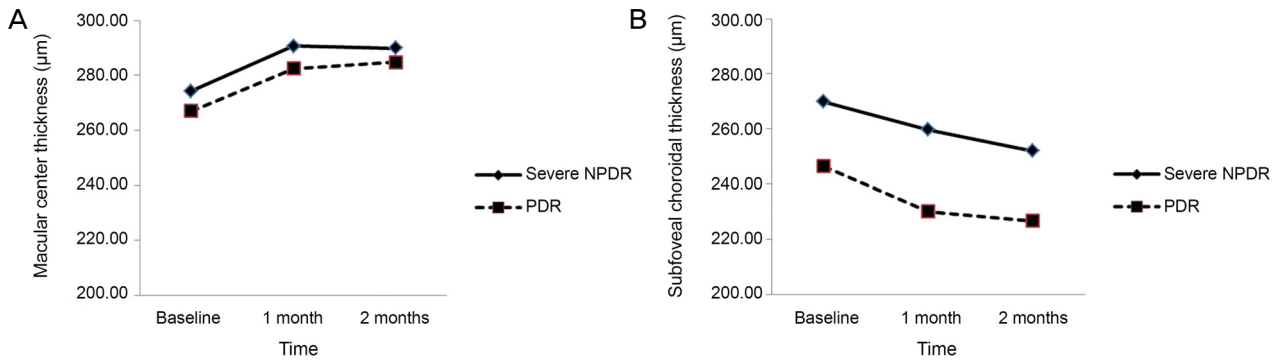 A
Macular center thickness (μm)
300.00
280.00
260.00
240.00
220.00
200.00
Baseline 1 month 2 months
Time
Severe NPDR
PDR
B
Subfoveal choroidal thickness (μm)
300.00
280.00
260.00
240.00
220.00
200.00
Baseline 1 month 2 months
Time
Severe NPDR
PDR